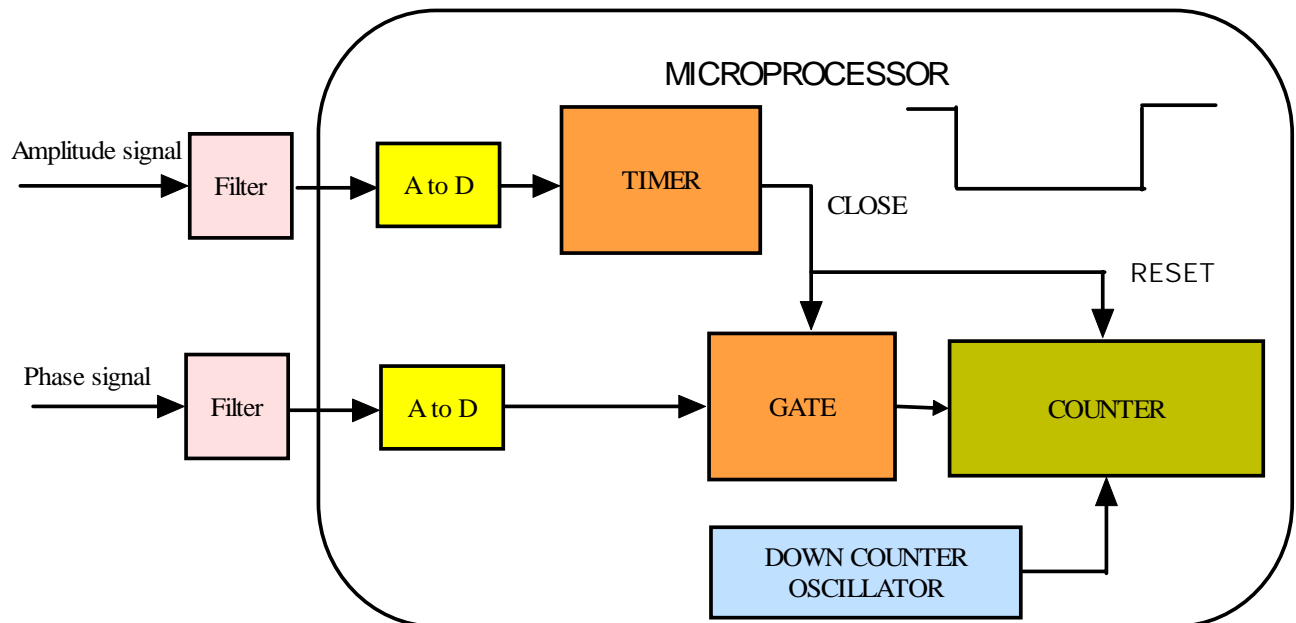 MICROPROCESSOR
Amplitude signal
Filter
A to D
TIMER
CLOSE
RESET
Phase signal
Filter
A to D
GATE
COUNTER
DOWN COUNTER
OSCILLATOR